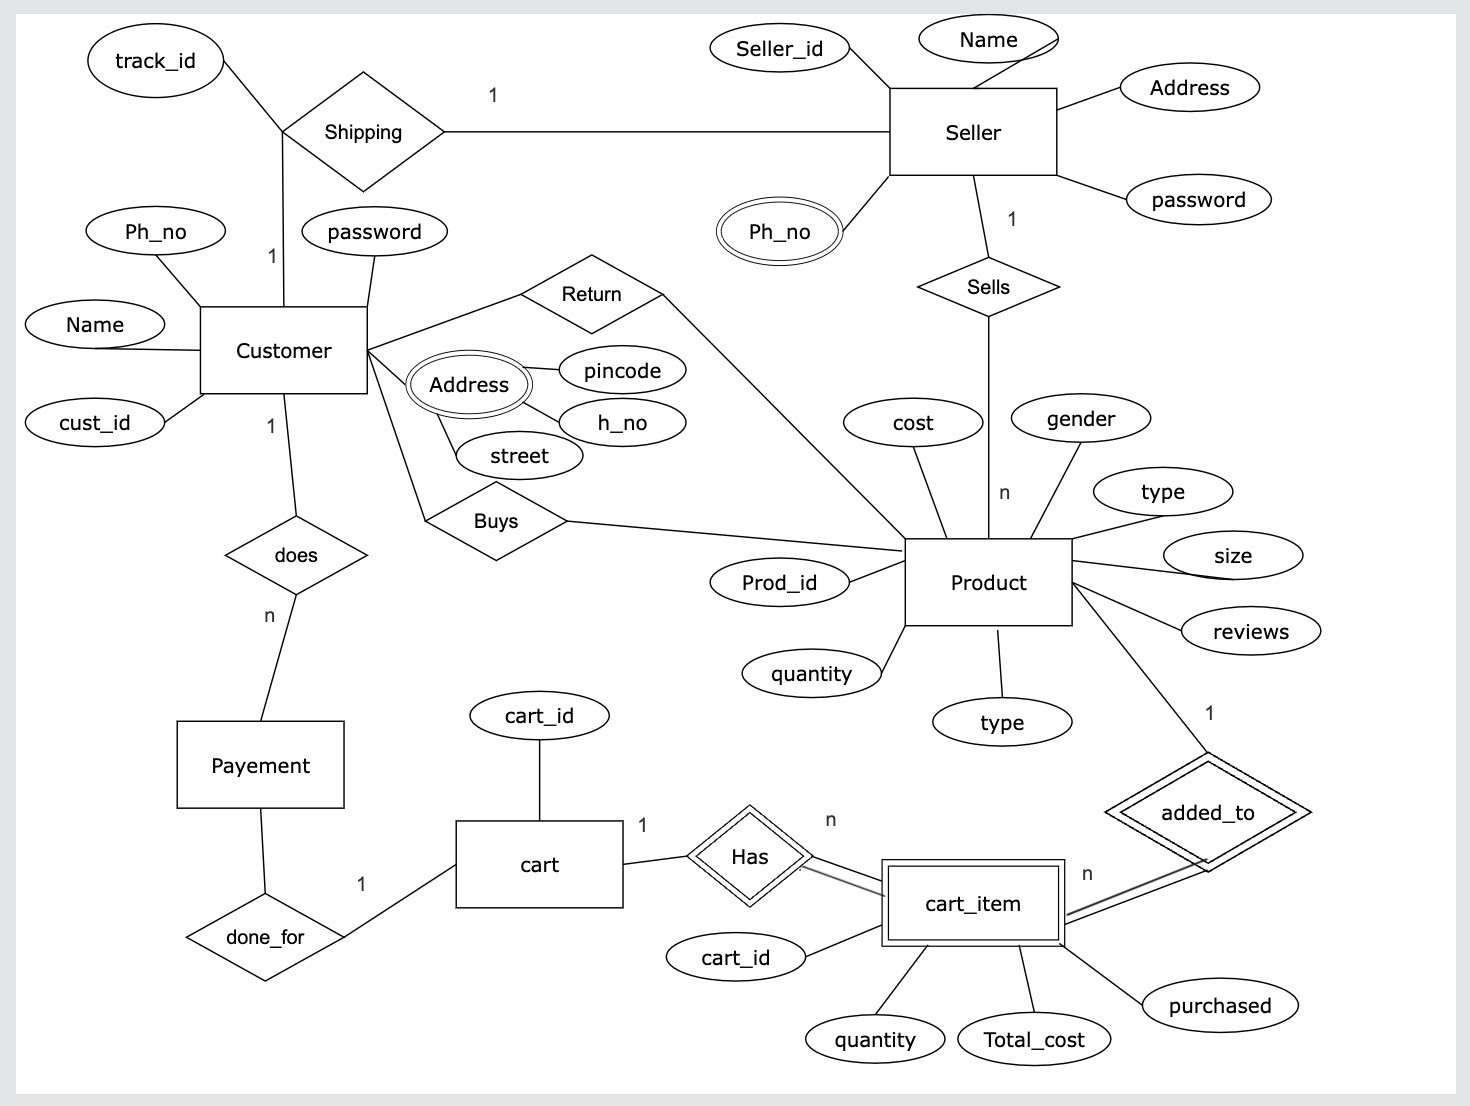 track_id
Seller_id
Name
Address
1
Shipping
Seller
password
Ph_no
password
Ph_no
1
1
Sells
Return
Name
Customer
Address
pincode
cust_id
h_no
street
1
cost
gender
n
type
Buys
does
size
Prod_id
Product
n
reviews
quantity
type
1
cart_id
Payement
added_to
1
n
Has
cart
n
1
cart_item
done_for
cart_id
purchased
quantity
Total_cost